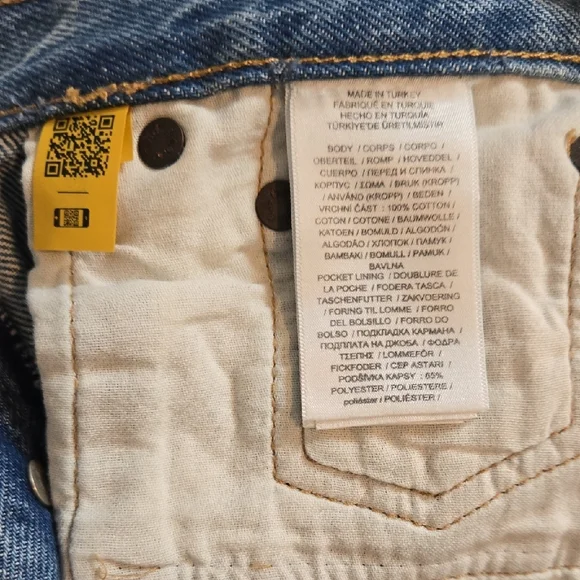 MADE IN TURKEY
FABRIQUÉ EN TURQUIE
HECHO EN TURQUÍA
TÜRKİYE'DE ÜRETİLMİŞTİR
BODY / CORPS / CORPO /
OBERTEIL / ROMP / HOVEDDEL /
CUERPO / ПЕРЕД И СПИНКА /
КОРПУС / ΣΩΜΑ / BRUK (KROPP)
/ ANVÄND (KROPP) / BEDEN /
VRCHNÍ ČÁST : 100% COTTON /
COTON / COTONE / BAUMWOLLE /
KATOEN / BOMULD / ALGODÓN /
ALGODÃO / ХЛОПОК / ПАМУК /
BAMBAKI / BOMULL / PAMUK /
BAVLNA
POCKET LINING / DOUBLURE DE
LA POCHE / FODERA TASCA /
TASCHENFUTTER / ZAKVOERING
/ FORING TIL LOMME / FORRO
DEL BOLSILLO / FORRO DO
BOLSO / ПОДКЛАДКА КАРМАНА /
ПОДПЛАТА НА ДЖОБА / ΦΟΔΡΑ
ΤΣΕΠΗΣ / LOMMEFÔR /
FICKFODER / CEP ASTARI /
PODŠÍVKA KAPSY : 65%
POLYESTER / POLIESTERE /
poliéster / POLIÉSTER /